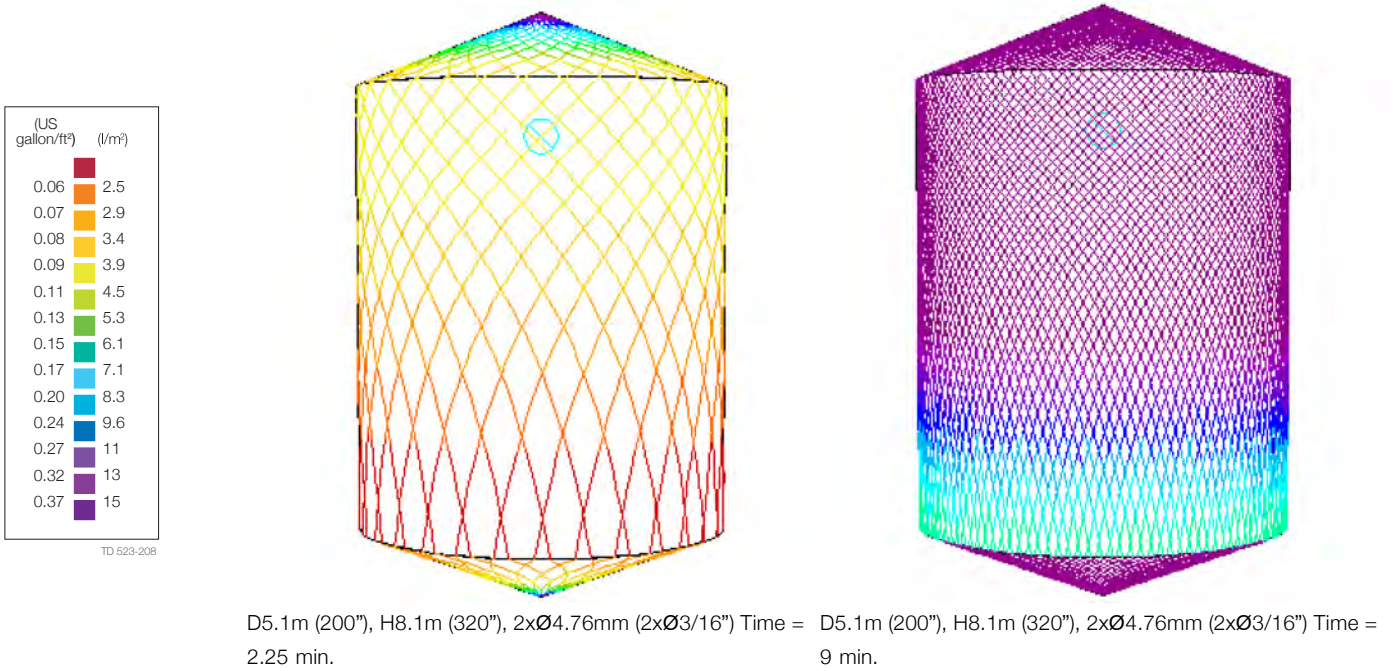 (US
gallon/ft²) (l/m²)
0.06 2.5
0.07 2.9
0.08 3.4
0.09 3.9
0.11 4.5
0.13 5.3
0.15 6.1
0.17 7.1
0.20 8.3
0.24 9.6
0.27 11
0.32 13
0.37 15
TD 523-208
D5.1m (200”), H8.1m (320”), 2xØ4.76mm (2xØ3/16”) Time =
2.25 min.
D5.1m (200”), H8.1m (320”), 2xØ4.76mm (2xØ3/16”) Time =
9 min.